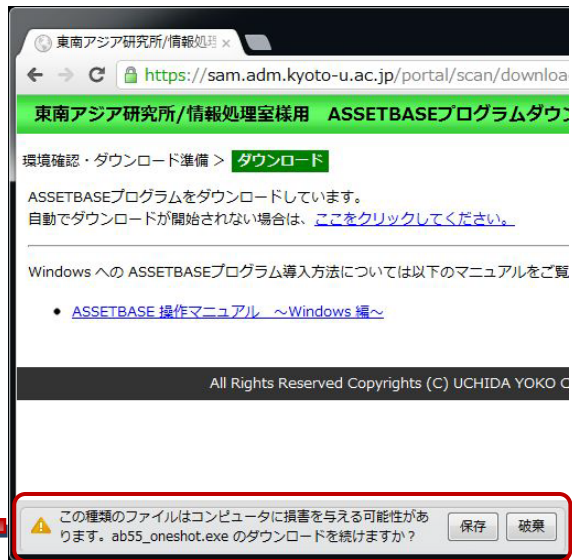 東南アジア研究所/情報処理
https://sam.adm.kyoto-u.ac.jp/portal/scan/downloa
東南アジア研究所/情報処理室様用 ASSETBASEプログラムダウン
環境確認・ダウンロード準備 > ダウンロード
ASSETBASEプログラムをダウンロードしています。
自動でダウンロードが開始されない場合は、ここをクリックしてください。
Windows への ASSETBASEプログラム導入方法については以下のマニュアルをご覧
• ASSETBASE 操作マニュアル ～Windows 編～
All Rights Reserved Copyrights (C) UCHIDA YOKO C
この種類のファイルはコンピュータに損害を与える可能性があ
ります。ab55_oneshot.exe のダウンロードを続けますか？
保存 破棄